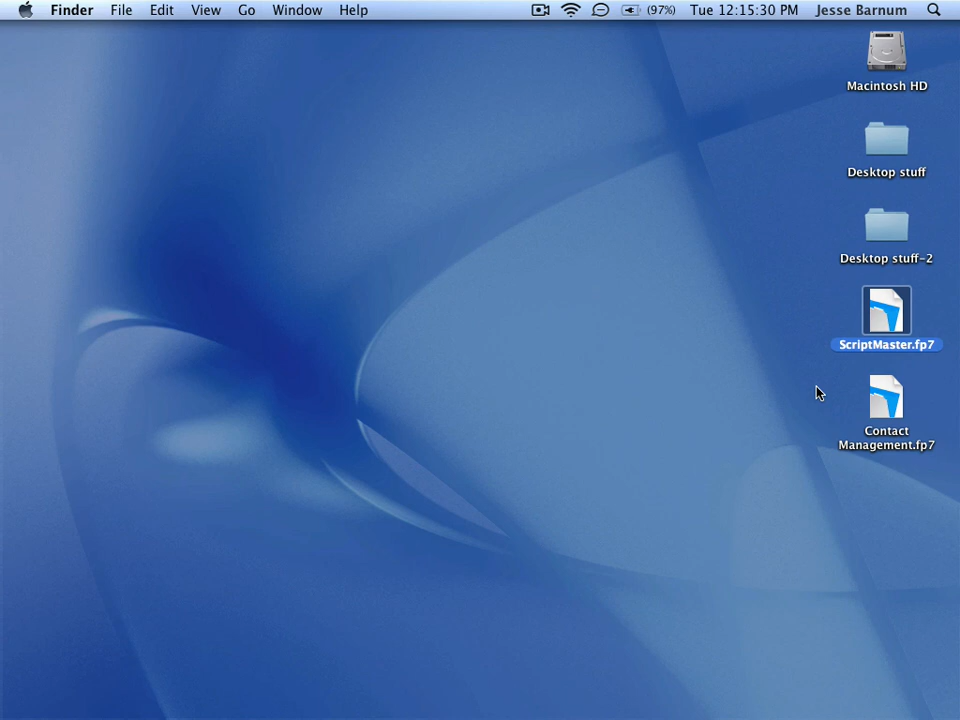 Finder File Edit View Go Window Help (97%) Tue 12:15:30 PM Jesse Barnum
Macintosh HD
Desktop stuff
Desktop stuff-2
ScriptMaster.fp7
Contact
Management.fp7